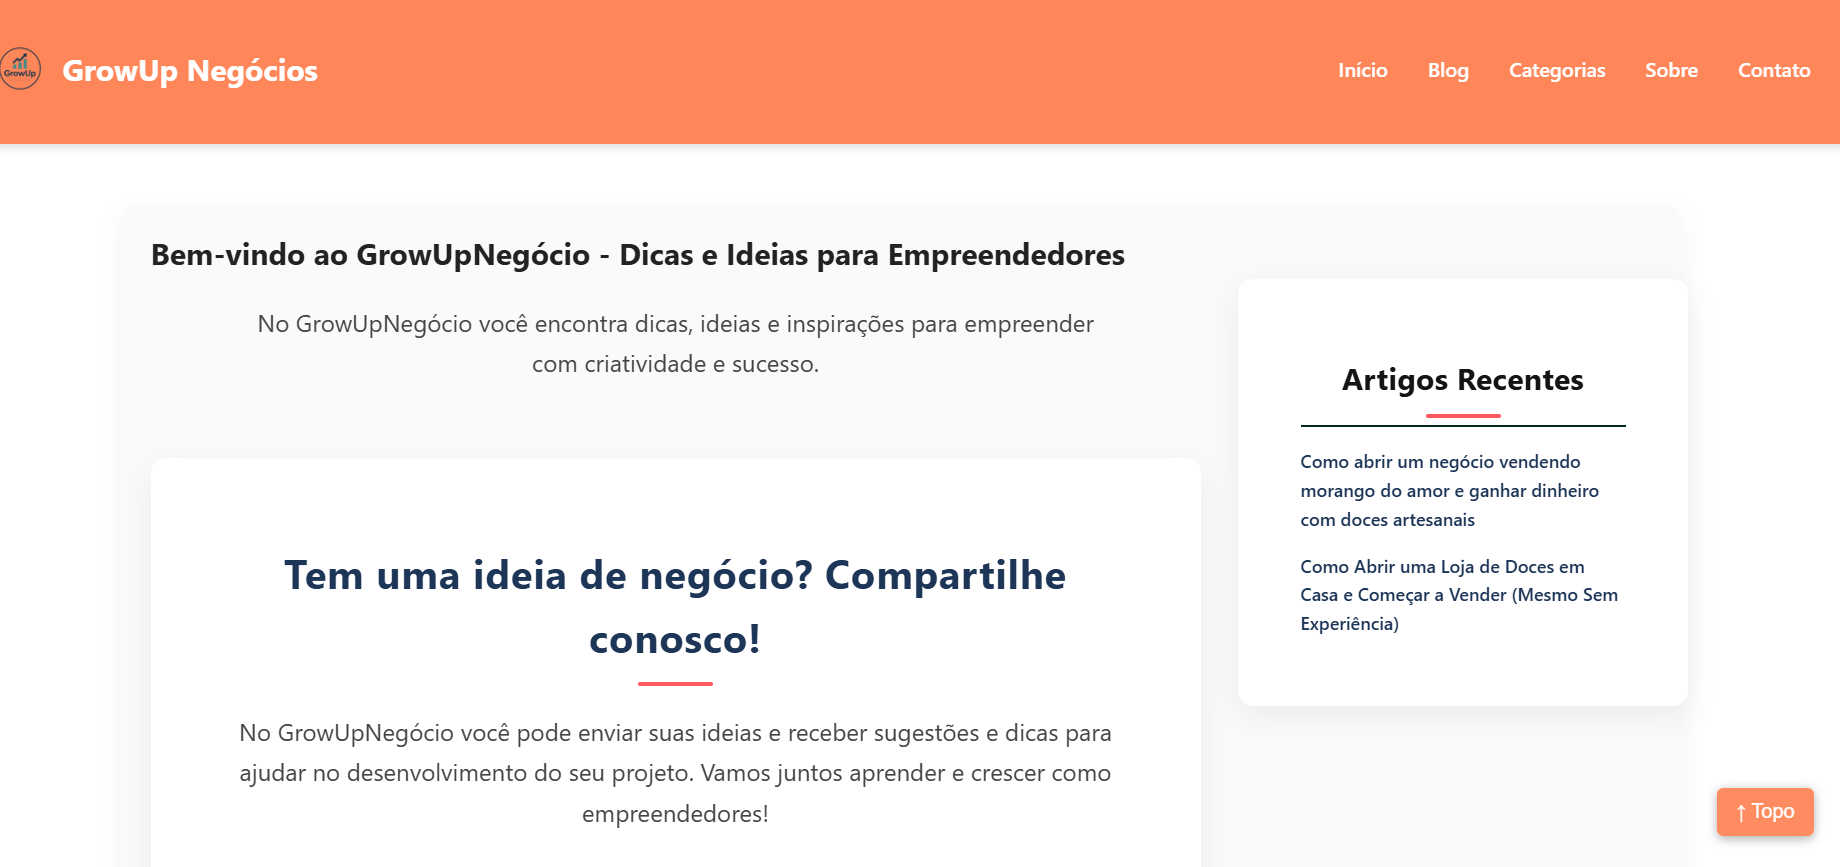 GrowUp
GrowUp Negócios
Início
Blog
Categorias
Sobre
Contato
Bem-vindo ao GrowUpNegócio - Dicas e Ideias para Empreendedores
No GrowUpNegócio você encontra dicas, ideias e inspirações para empreender
com criatividade e sucesso.
Tem uma ideia de negócio? Compartilhe
conosco!
No GrowUpNegócio você pode enviar suas ideias e receber sugestões e dicas para
ajudar no desenvolvimento do seu projeto. Vamos juntos aprender e crescer como
empreendedores!
Artigos Recentes
Como abrir um negócio vendendo
morango do amor e ganhar dinheiro
com doces artesanais
Como Abrir uma Loja de Doces em
Casa e Começar a Vender (Mesmo Sem
Experiência)
↑ Topo